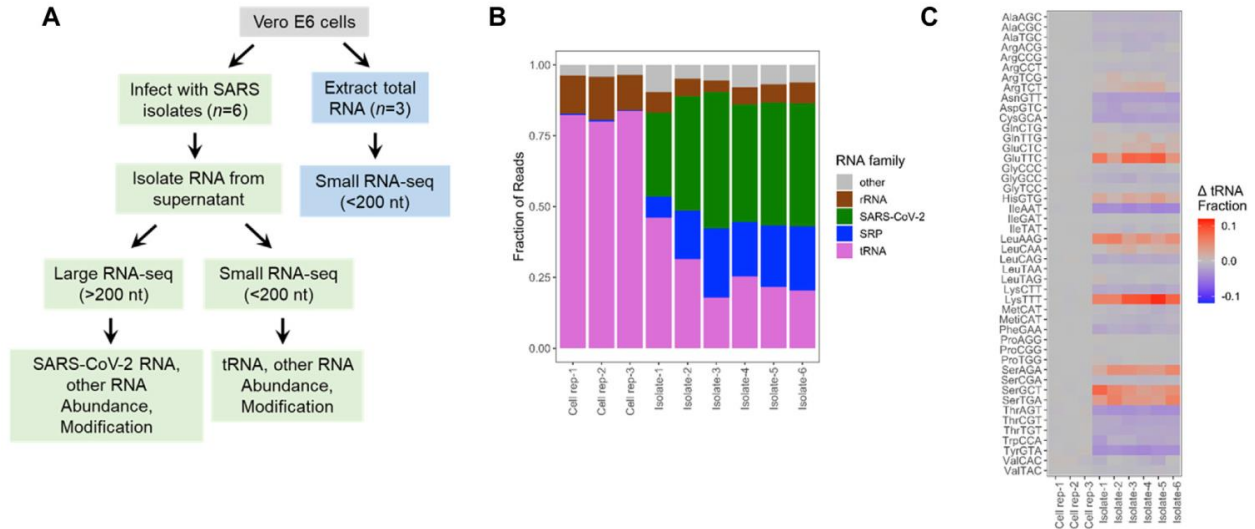 A
Vero E6 cells
Infect with SARS
isolates (n=6)
Extract total
RNA (n=3)
Isolate RNA from
supernatant
Small RNA-seq
(<200 nt)
Large RNA-seq
(>200 nt)
Small RNA-seq
(<200 nt)
SARS-CoV-2 RNA,
other RNA
Abundance,
Modification
tRNA, other RNA
Abundance,
Modification
B
Fraction of Reads
1.00
0.75
0.50
0.25
0.00
Cell rep-1
Cell rep-2
Cell rep-3
Isolate-1
Isolate-2
Isolate-3
Isolate-4
Isolate-5
Isolate-6
RNA family
other
rRNA
SARS-CoV-2
SRP
tRNA
C
AlaAGC
AlaCGC
AlaTGC
ArgACG
ArgCCG
ArgCCT
ArgTCG
ArgTCT
AsnGTT
AspGTC
CysGCA
GlnCTG
GlnTTG
GluCTC
GluTTC
GlyCCC
GlyGCC
GlyTCC
HisGTG
IleAAT
IleGAT
IleTAT
LeuAAG
LeuCAA
LeuCAG
LeuTAA
LeuTAG
LysCTT
LysTTT
MetCAT
MetiCAT
PheGAA
ProAGG
ProCGG
ProTGG
SerAGA
SerCGA
SerGCT
SerTGA
ThrAGT
ThrCGT
ThrTGT
TrpCCA
TyrGTA
ValCAC
ValTAC
Cell rep-1
Cell rep-2
Cell rep-3
Isolate-1
Isolate-2
Isolate-3
Isolate-4
Isolate-5
Isolate-6
Δ tRNA
Fraction
0.1
0.0
-0.1